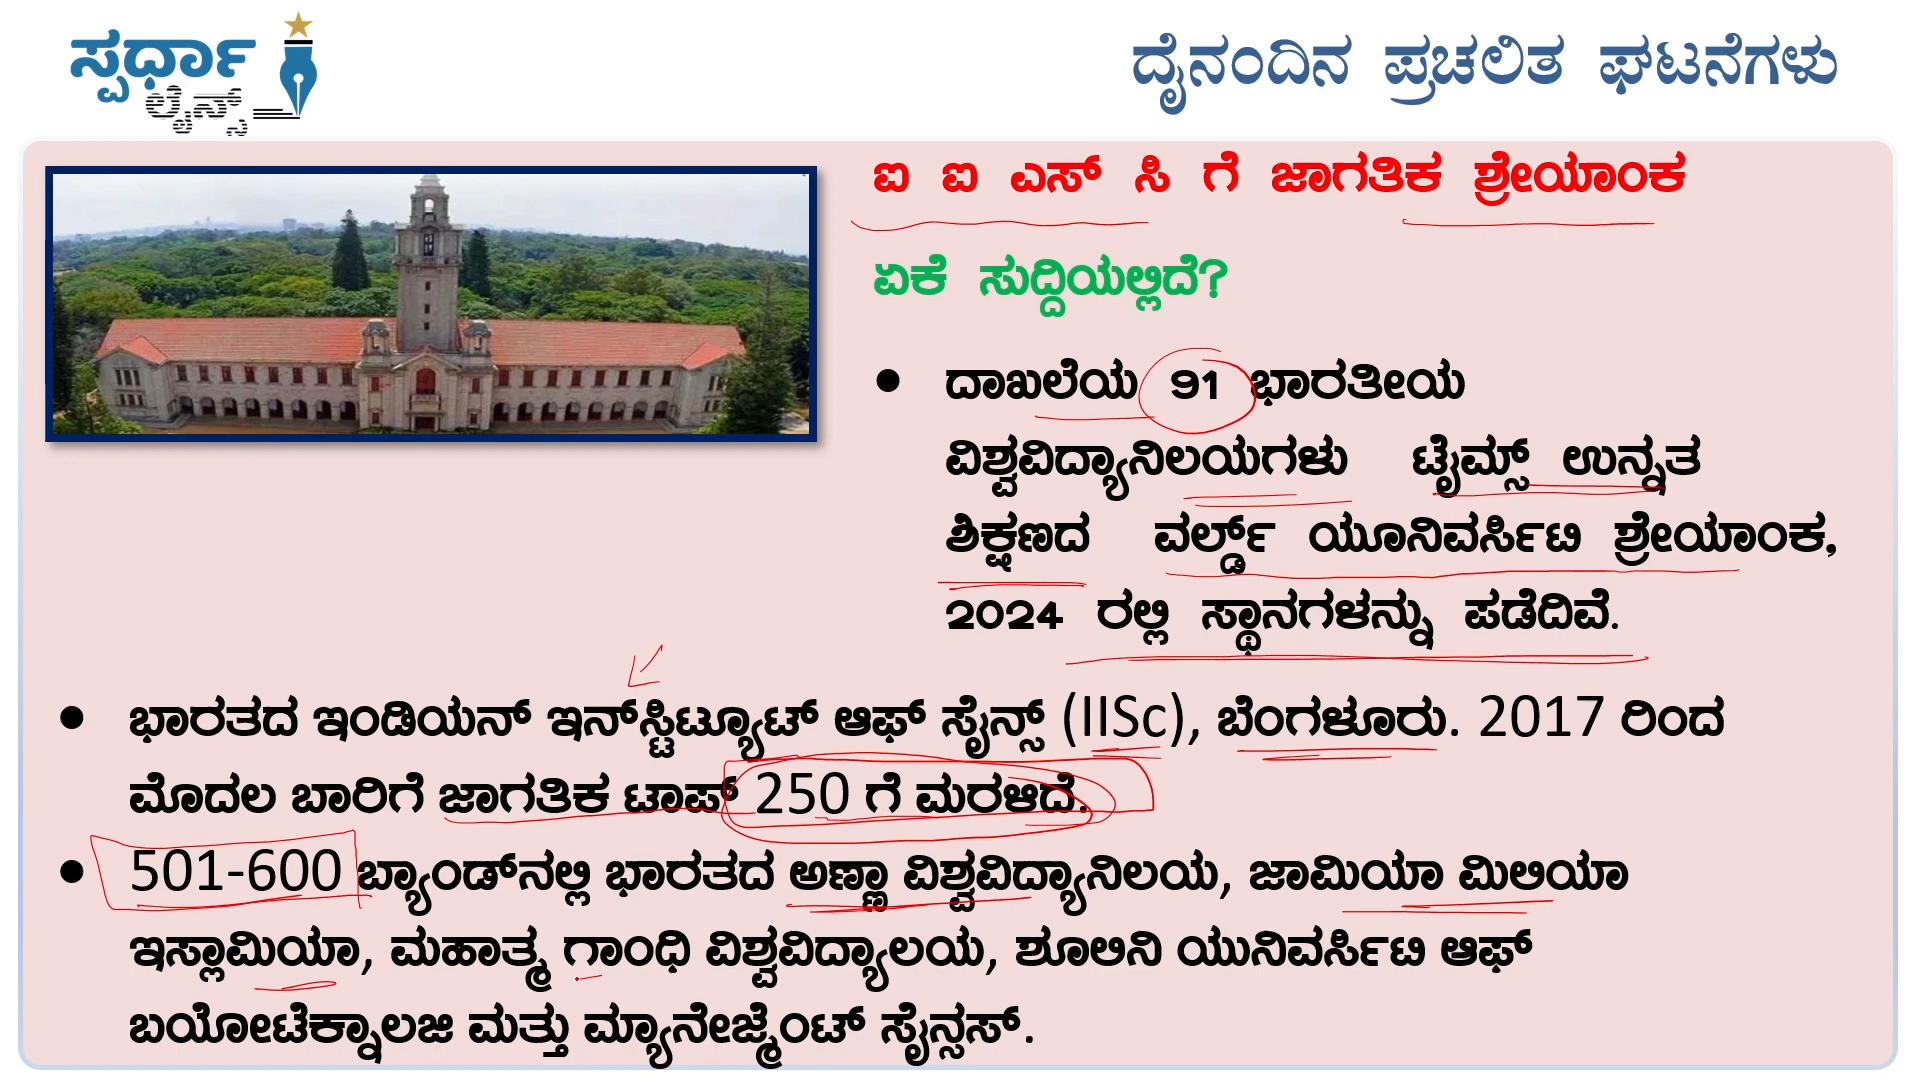 ಸ್ಪರ್ಧಾ
ಲೈನ್ಸ್
ದೈನಂದಿನ ಪ್ರಚಲಿತ ಘಟನೆಗಳು
ಐ ಐ ಎಸ್ ಸಿ ಗೆ ಜಾಗತಿಕ ಶ್ರೇಯಾಂಕ
ಏಕೆ ಸುದ್ದಿಯಲ್ಲಿದೆ?
• ದಾಖಲೆಯ 91 ಭಾರತೀಯ
ವಿಶ್ವವಿದ್ಯಾನಿಲಯಗಳು ಟೈಮ್ಸ್ ಉನ್ನತ
ಶಿಕ್ಷಣದ ವರ್ಲ್ಡ್ ಯೂನಿವರ್ಸಿಟಿ ಶ್ರೇಯಾಂಕ,
2024 ರಲ್ಲಿ ಸ್ಥಾನಗಳನ್ನು ಪಡೆದಿವೆ.
• ಭಾರತದ ಇಂಡಿಯನ್ ಇನ್‌ಸ್ಟಿಟ್ಯೂಟ್ ಆಫ್ ಸೈನ್ಸ್ (IISc), ಬೆಂಗಳೂರು. 2017 ರಿಂದ
ಮೊದಲ ಬಾರಿಗೆ ಜಾಗತಿಕ ಟಾಪ್ 250 ಗೆ ಮರಳಿದೆ.
• 501-600 ಬ್ಯಾಂಡ್‌ನಲ್ಲಿ ಭಾರತದ ಅಣ್ಣಾ ವಿಶ್ವವಿದ್ಯಾನಿಲಯ, ಜಾಮಿಯಾ ಮಿಲಿಯಾ
ಇಸ್ಲಾಮಿಯಾ, ಮಹಾತ್ಮ ಗಾಂಧಿ ವಿಶ್ವವಿದ್ಯಾಲಯ, ಶೂಲಿನಿ ಯುನಿವರ್ಸಿಟಿ ಆಫ್
ಬಯೋಟೆಕ್ನಾಲಜಿ ಮತ್ತು ಮ್ಯಾನೇಜ್ಮೆಂಟ್ ಸೈನ್ಸಸ್.